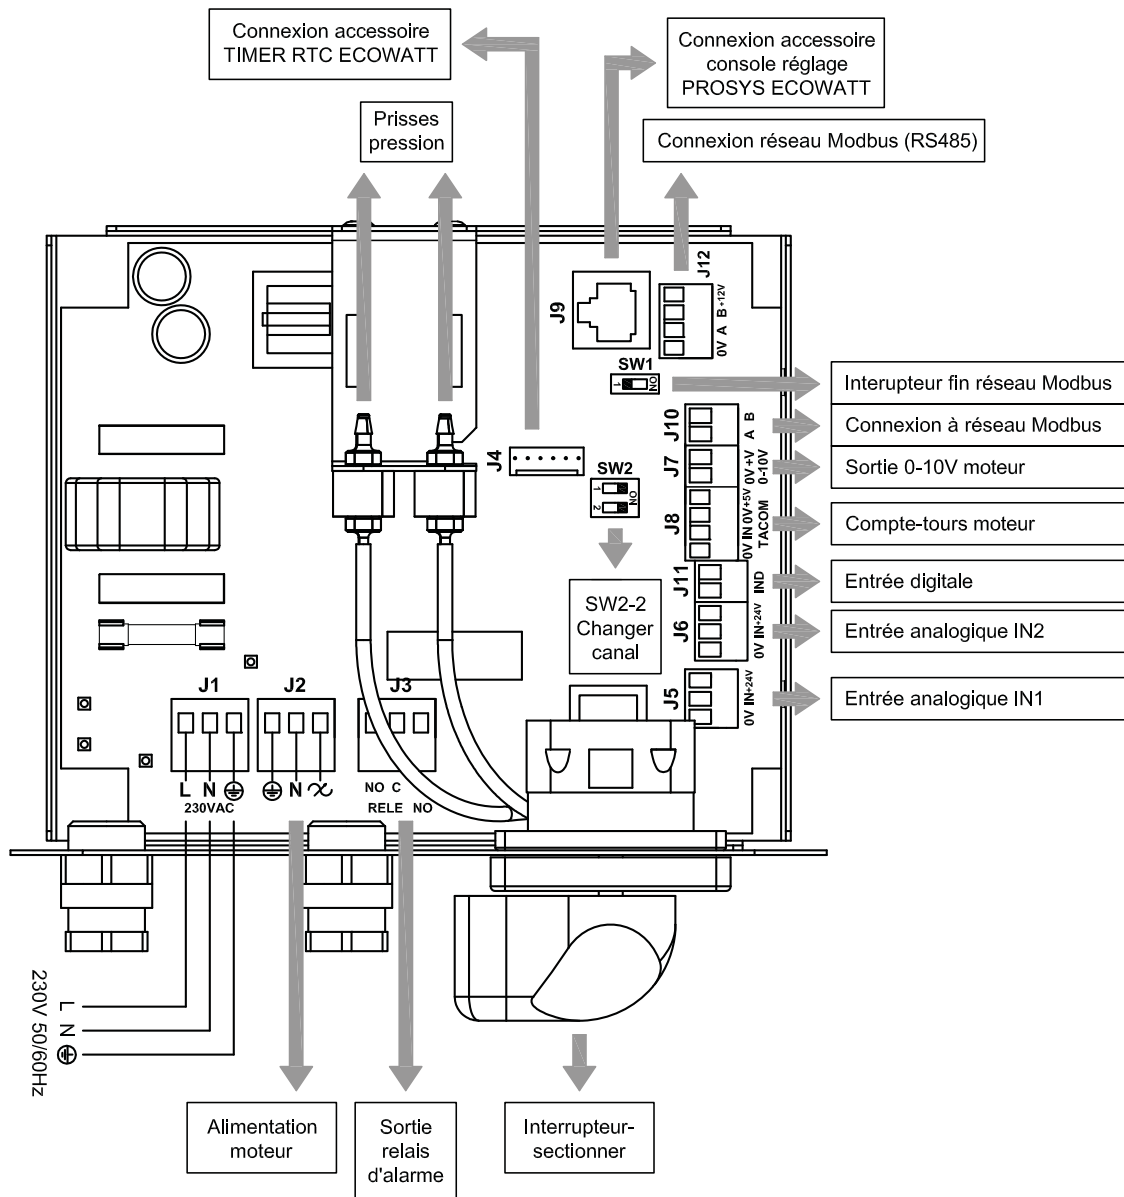 Connexion accessoire
TIMER RTC ECOWATT
Connexion accessoire
console réglage
PROSYS ECOWATT
Prisses
pression
Connexion réseau Modbus (RS485)
J12
0V A B +12V
J9
SW1
1 ON
Interupteur fin réseau Modbus
J10
A B
Connexion à réseau Modbus
J4
SW2
1
2
ON
J7
0V +V
0-10V
Sortie 0-10V moteur
J8
0V IN 0V +5V
TACOM
Compte-tours moteur
J11
IND
Entrée digitale
SW2-2
Changer
canal
J6
0V IN +24V
Entrée analogique IN2
J5
0V IN +24V
Entrée analogique IN1
J1
J2
J3
L N
230VAC
N
NO C
RELE NO
230V 50/60Hz
L
N
Alimentation
moteur
Sortie
relais
d'alarme
Interrupteur-
sectionner